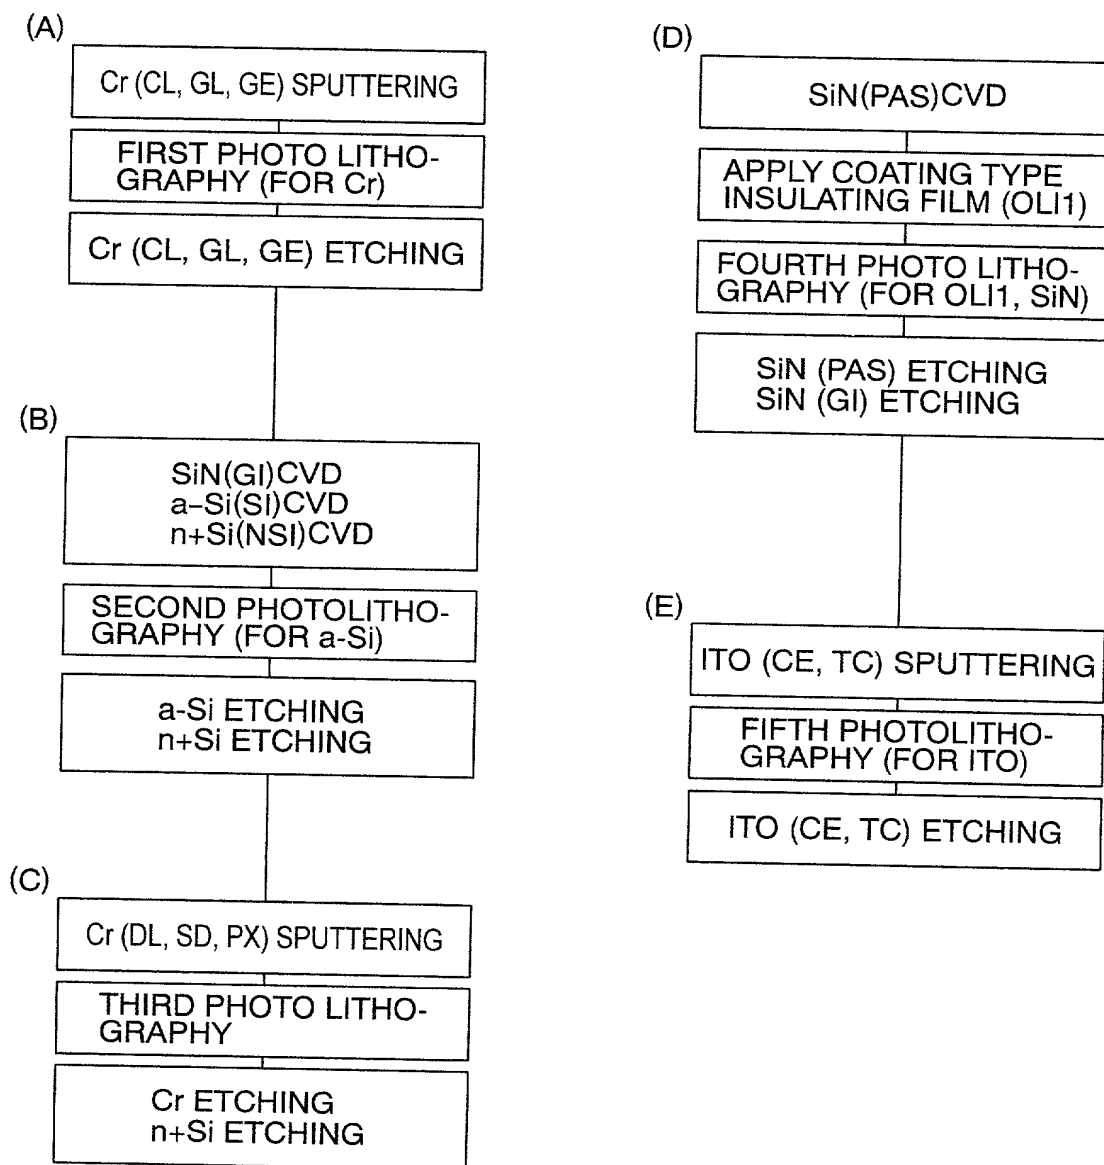 (A)
Cr (CL, GL, GE) SPUTTERING
FIRST PHOTO LITHO-
GRAPHY (FOR Cr)
Cr (CL, GL, GE) ETCHING
(B)
SiN(GI)CVD
a-Si(SI)CVD
n+Si(NSI)CVD
SECOND PHOTOLITHO-
GRAPHY (FOR a-Si)
a-Si ETCHING
n+Si ETCHING
(C)
Cr (DL, SD, PX) SPUTTERING
THIRD PHOTO LITHO-
GRAPHY
Cr ETCHING
n+Si ETCHING
(D)
SiN(PAS)CVD
APPLY COATING TYPE
INSULATING FILM (OLI1)
FOURTH PHOTO LITHO-
GRAPHY (FOR OLI1, SiN)
SiN (PAS) ETCHING
SiN (GI) ETCHING
(E)
ITO (CE, TC) SPUTTERING
FIFTH PHOTOLITHO-
GRAPHY (FOR ITO)
ITO (CE, TC) ETCHING